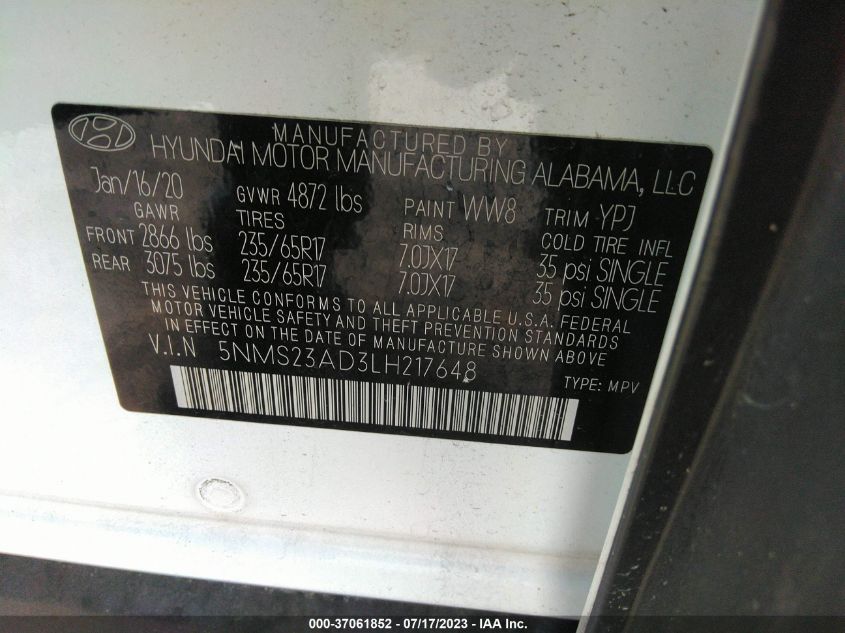 MANUFACTURED BY
HYUNDAI MOTOR MANUFACTURING ALABAMA, LLC
Jan/16/20 GVWR 4872 lbs PAINT WW8 TRIM YPJ
GAWR TIRES RIMS COLD TIRE INFL
FRONT 2866 lbs 235/65R17 7.0JX17 35 psi SINGLE
REAR 3075 lbs 235/65R17 7.0JX17 35 psi SINGLE
THIS VEHICLE CONFORMS TO ALL APPLICABLE U.S.A. FEDERAL
MOTOR VEHICLE SAFETY AND THEFT PREVENTION STANDARDS
IN EFFECT ON THE DATE OF MANUFACTURE SHOWN ABOVE.
V.I.N 5NMS23AD3LH217648
TYPE: MPV
000-37061852 / 07/17/2023 - IAA Inc.